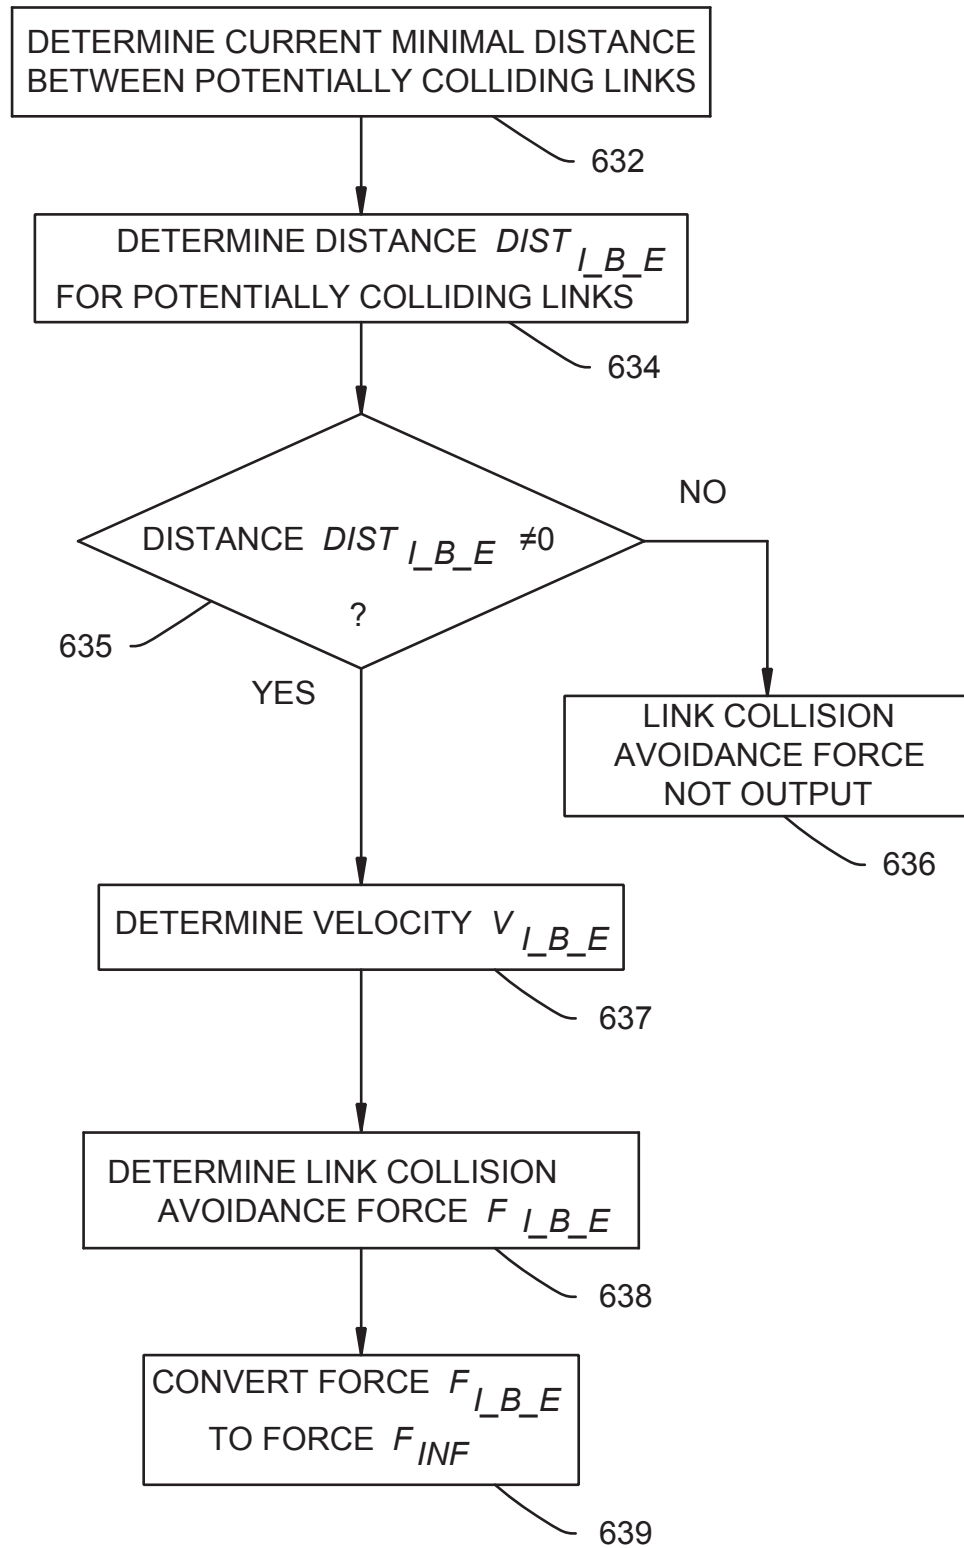 DETERMINE CURRENT MINIMAL DISTANCE
BETWEEN POTENTIALLY COLLIDING LINKS
632
DETERMINE DISTANCE DIST I_B_E
FOR POTENTIALLY COLLIDING LINKS
634
DISTANCE DIST I_B_E ≠0
?
635
NO
YES
LINK COLLISION
AVOIDANCE FORCE
NOT OUTPUT
636
DETERMINE VELOCITY V I_B_E
637
DETERMINE LINK COLLISION
AVOIDANCE FORCE F I_B_E
638
CONVERT FORCE F I_B_E
TO FORCE F INF
639